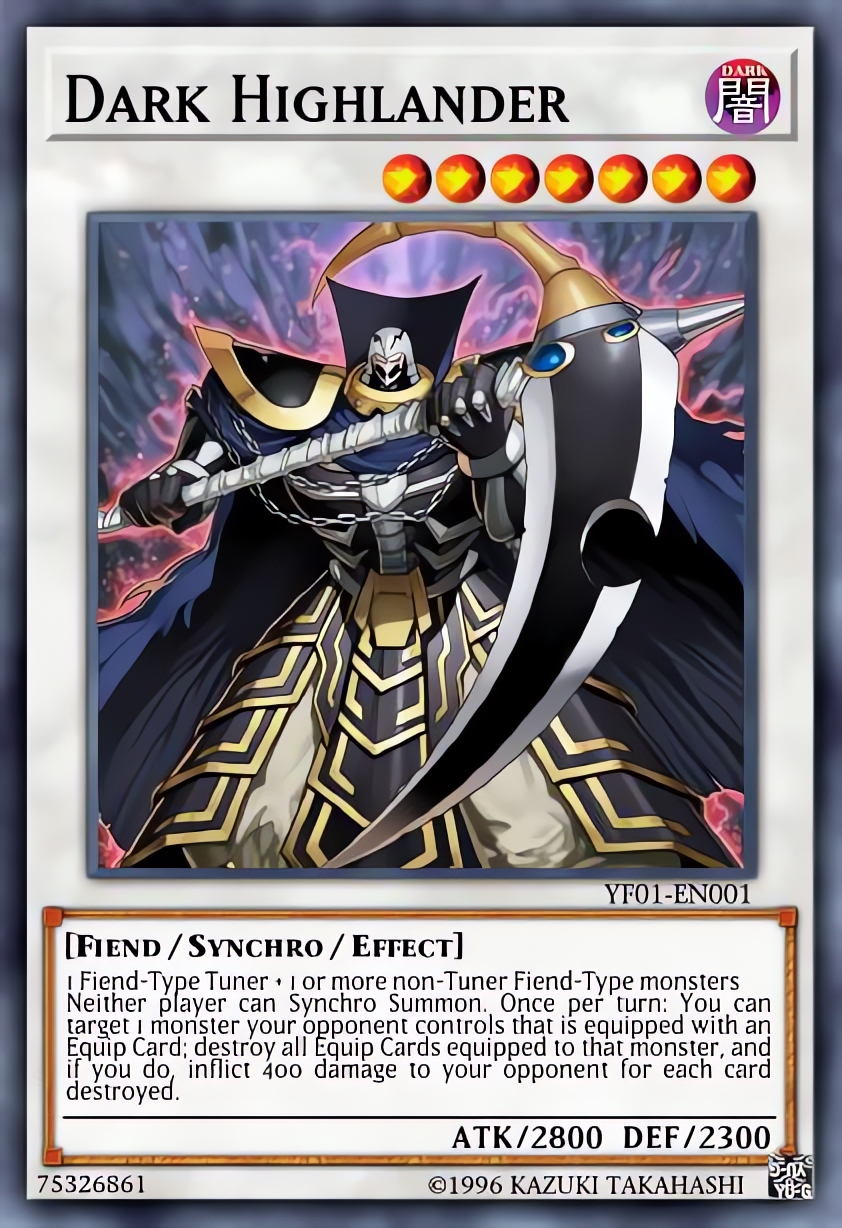 DARK HIGHLANDER
DARK
闇
YF01-EN001
[FIEND / SYNCHRO / EFFECT]
1 Fiend-Type Tuner + 1 or more non-Tuner Fiend-Type monsters
Neither player can Synchro Summon. Once per turn: You can
target 1 monster your opponent controls that is equipped with an
Equip Card; destroy all Equip Cards equipped to that monster, and
if you do, inflict 400 damage to your opponent for each card
destroyed.
ATK/2800 DEF/2300
75326861
©1996 KAZUKI TAKAHASHI